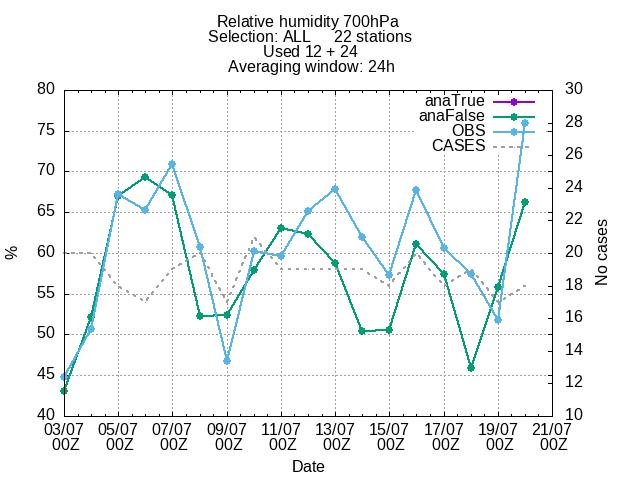 Relative humidity 700hPa
Selection: ALL 22 stations
Used 12 + 24
Averaging window: 24h
anaTrue
anaFalse
OBS
CASES
80
75
70
65
60
55
50
45
40
%
30
28
26
24
22
20
18
16
14
12
10
No cases
03/07 05/07 07/07 09/07 11/07 13/07 15/07 17/07 19/07 21/07
00Z 00Z 00Z 00Z 00Z 00Z 00Z 00Z 00Z 00Z
Date